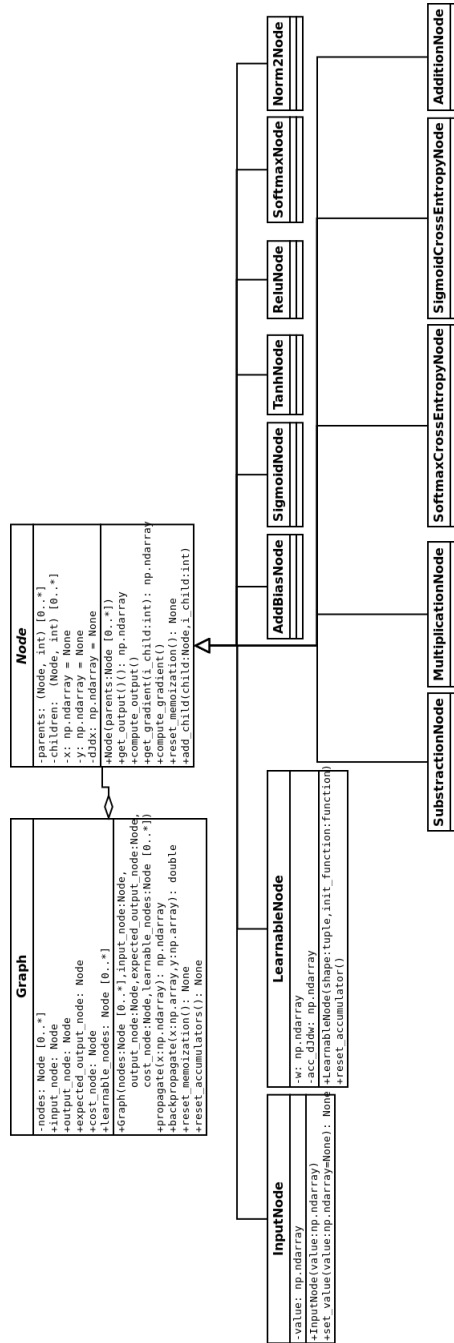 Graph
-nodes: Node [0..*]
+input_node: Node
+output_node: Node
+expected_output_node: Node
+cost_node: Node
+learnable_nodes: Node [0..*]
+Graph(nodes:Node [0..*],input_node:Node,
output_node:Node,expected_output_node:Node,
cost_node:Node,learnable_nodes:Node [0..*])
+propagate(x:np.ndarray): np.ndarray
+backpropagate(x:np.array,y:np.array): double
+reset_memoization(): None
+reset_accumulators(): None
Node
-parents: (Node, int) [0..*]
-children: (Node, int) [0..*]
-x: np.ndarray = None
-y: np.ndarray = None
-dJdx: np.ndarray = None
+Node(parents:Node [0..*])
+get_output()(): np.ndarray
+compute_output()
+get_gradient(i_child:int): np.ndarray
+compute_gradient()
+reset_memoization(): None
+add_child(child:Node,i_child:int)
InputNode
-value: np.ndarray
+InputNode(value:np.ndarray)
+set_value(value:np.ndarray=None): None
LearnableNode
-w: np.ndarray
-acc_dJdw: np.ndarray
+LearnableNode(shape:tuple,init_function:function)
+reset_accumulator()
AddBiasNode
SigmoidNode
TanhNode
ReluNode
SoftmaxNode
Norm2Node
SubstractionNode
MultiplicationNode
SoftmaxCrossEntropyNode
SigmoidCrossEntropyNode
AdditionNode